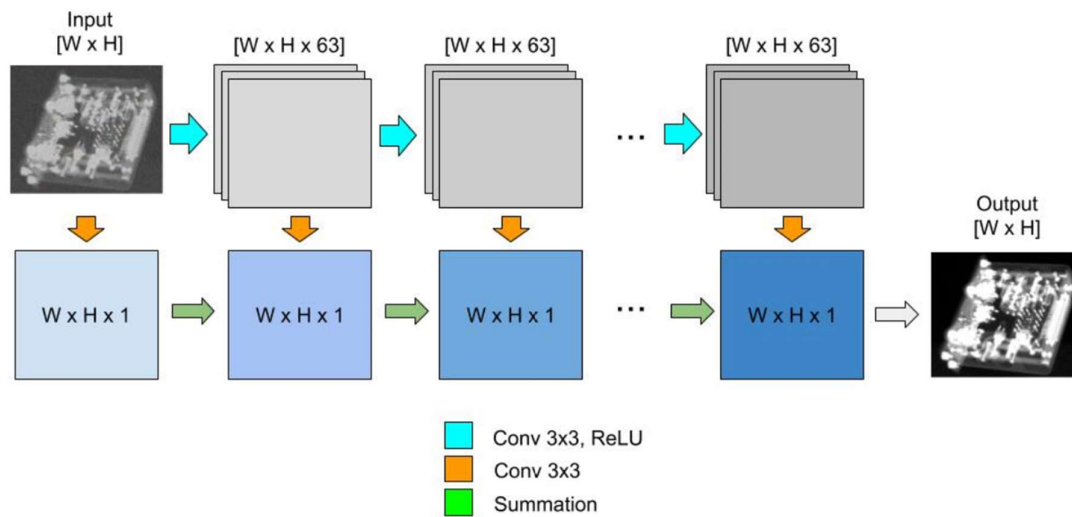 Input
[W x H]
[W x H x 63]
[W x H x 63]
[W x H x 63]
...
W x H x 1
W x H x 1
W x H x 1
...
W x H x 1
Output
[W x H]
Conv 3x3, ReLU
Conv 3x3
Summation